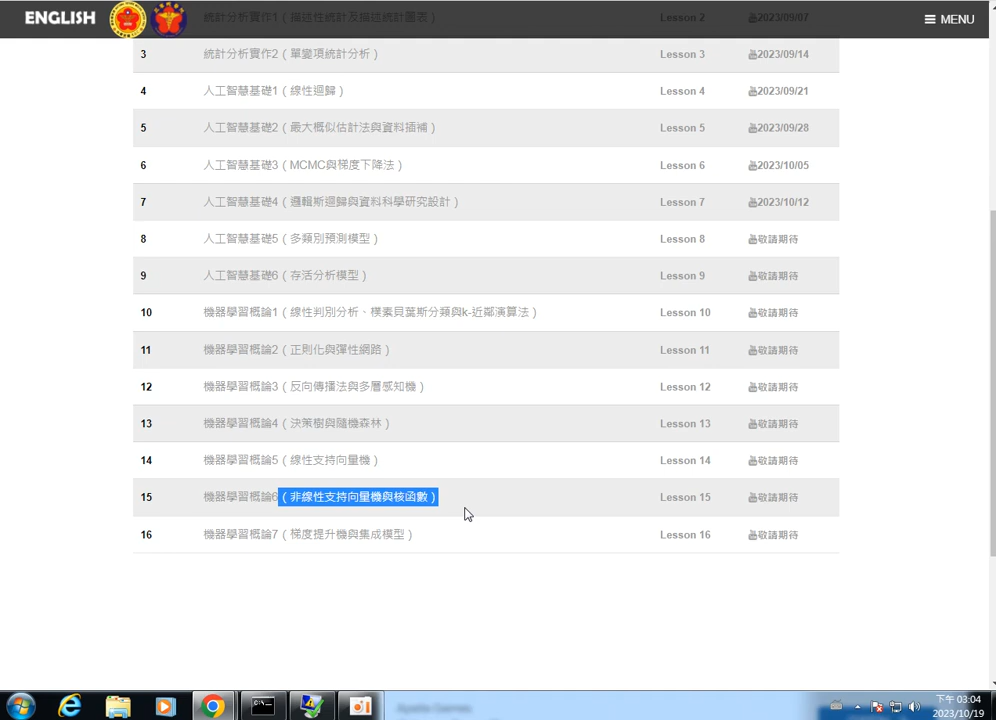 ENGLISH
MENU
統計分析實作1（描述性統計及描述統計圖表） Lesson 2 2023/09/07
3 統計分析實作2（單變項統計分析） Lesson 3 2023/09/14
4 人工智慧基礎1（線性迴歸） Lesson 4 2023/09/21
5 人工智慧基礎2（最大概似估計法與資料插補） Lesson 5 2023/09/28
6 人工智慧基礎3（MCMC與梯度下降法） Lesson 6 2023/10/05
7 人工智慧基礎4（邏輯斯迴歸與資料科學研究設計） Lesson 7 2023/10/12
8 人工智慧基礎5（多類別預測模型） Lesson 8 敬請期待
9 人工智慧基礎6（存活分析模型） Lesson 9 敬請期待
10 機器學習概論1（線性判別分析、樸素貝葉斯分類與k-近鄰演算法） Lesson 10 敬請期待
11 機器學習概論2（正則化與彈性網路） Lesson 11 敬請期待
12 機器學習概論3（反向傳播法與多層感知機） Lesson 12 敬請期待
13 機器學習概論4（決策樹與隨機森林） Lesson 13 敬請期待
14 機器學習概論5（線性支持向量機） Lesson 14 敬請期待
15 機器學習概論6（非線性支持向量機與核函數） Lesson 15 敬請期待
16 機器學習概論7（梯度提升機與集成模型） Lesson 16 敬請期待
下午 03:04
2023/10/19